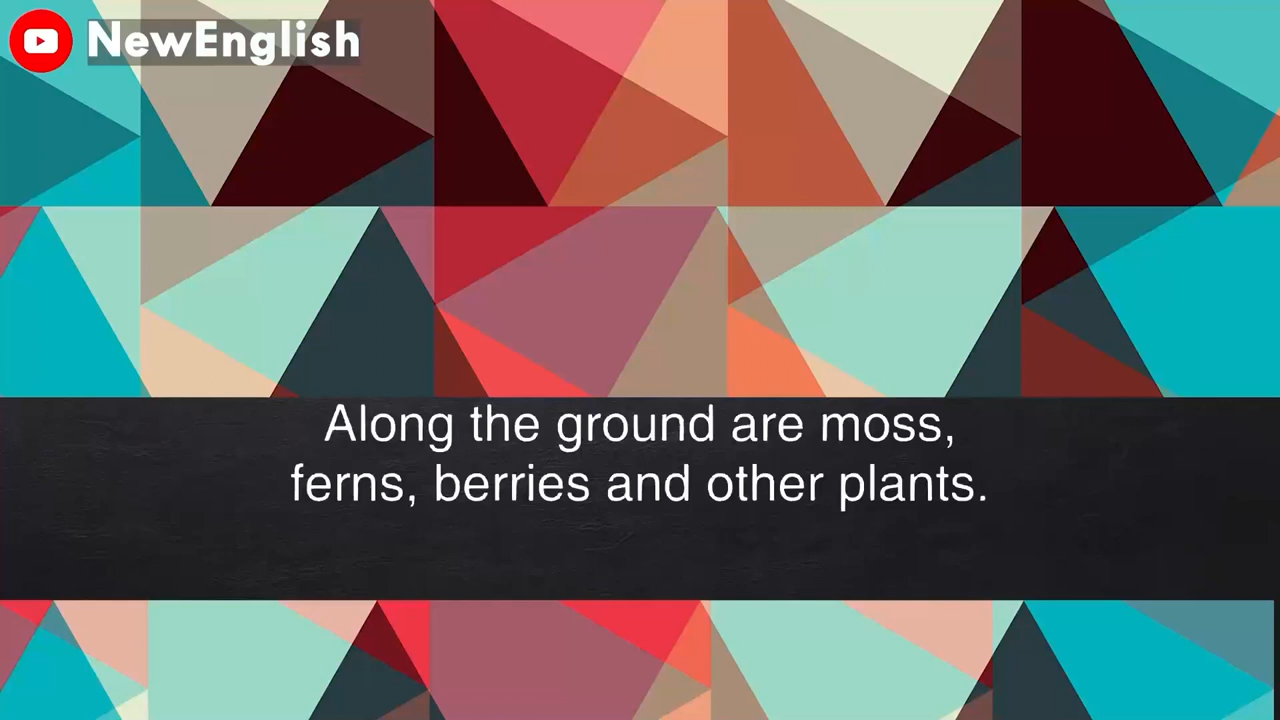 NewEnglish
Along the ground are moss,
ferns, berries and other plants.